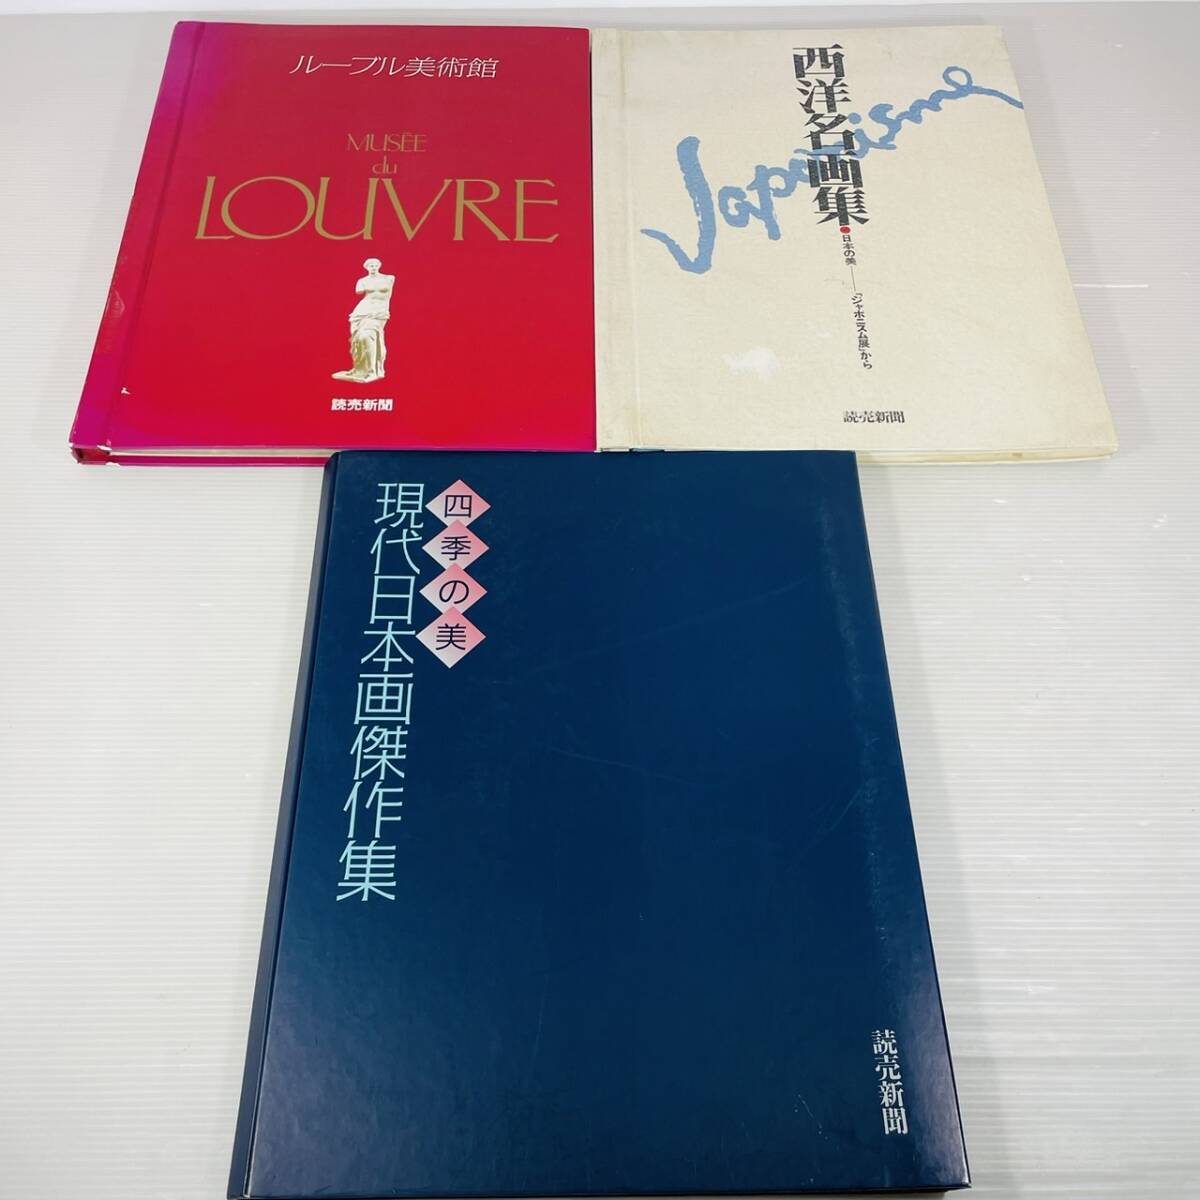 ルーブル美術館
MUSÉE
du
LOUVRE
読売新聞
西洋名画集
Japonisme
●日本の美——「ジャポニスム展」から
読売新聞
四季の美
現代日本画傑作集
読売新聞